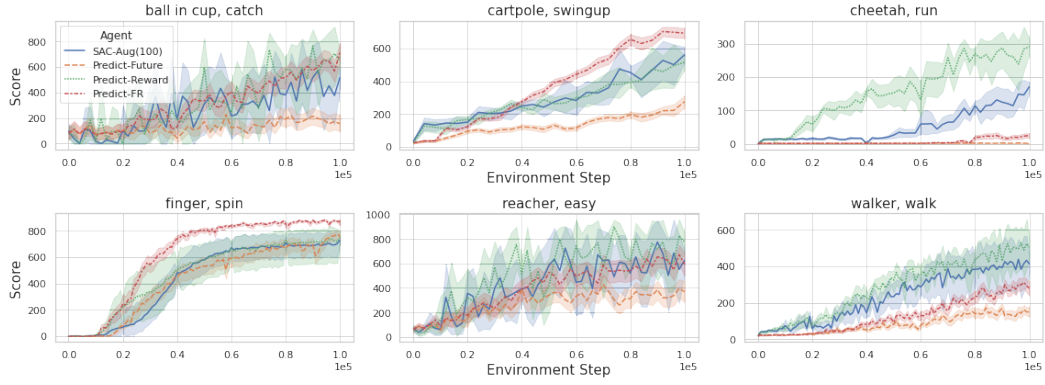 ball in cup, catch
Score
800
600
400
200
0
Agent
SAC-Aug(100)
Predict-Future
Predict-Reward
Predict-FR
0.0 0.2 0.4 0.6 0.8 1.0
1e5
cartpole, swingup
600
400
200
0
0.0 0.2 0.4 0.6 0.8 1.0
1e5
Environment Step
cheetah, run
300
200
100
0
0.0 0.2 0.4 0.6 0.8 1.0
1e5
finger, spin
Score
800
600
400
200
0
0.0 0.2 0.4 0.6 0.8 1.0
1e5
reacher, easy
1000
800
600
400
200
0
0.0 0.2 0.4 0.6 0.8 1.0
1e5
Environment Step
walker, walk
600
400
200
0
0.0 0.2 0.4 0.6 0.8 1.0
1e5